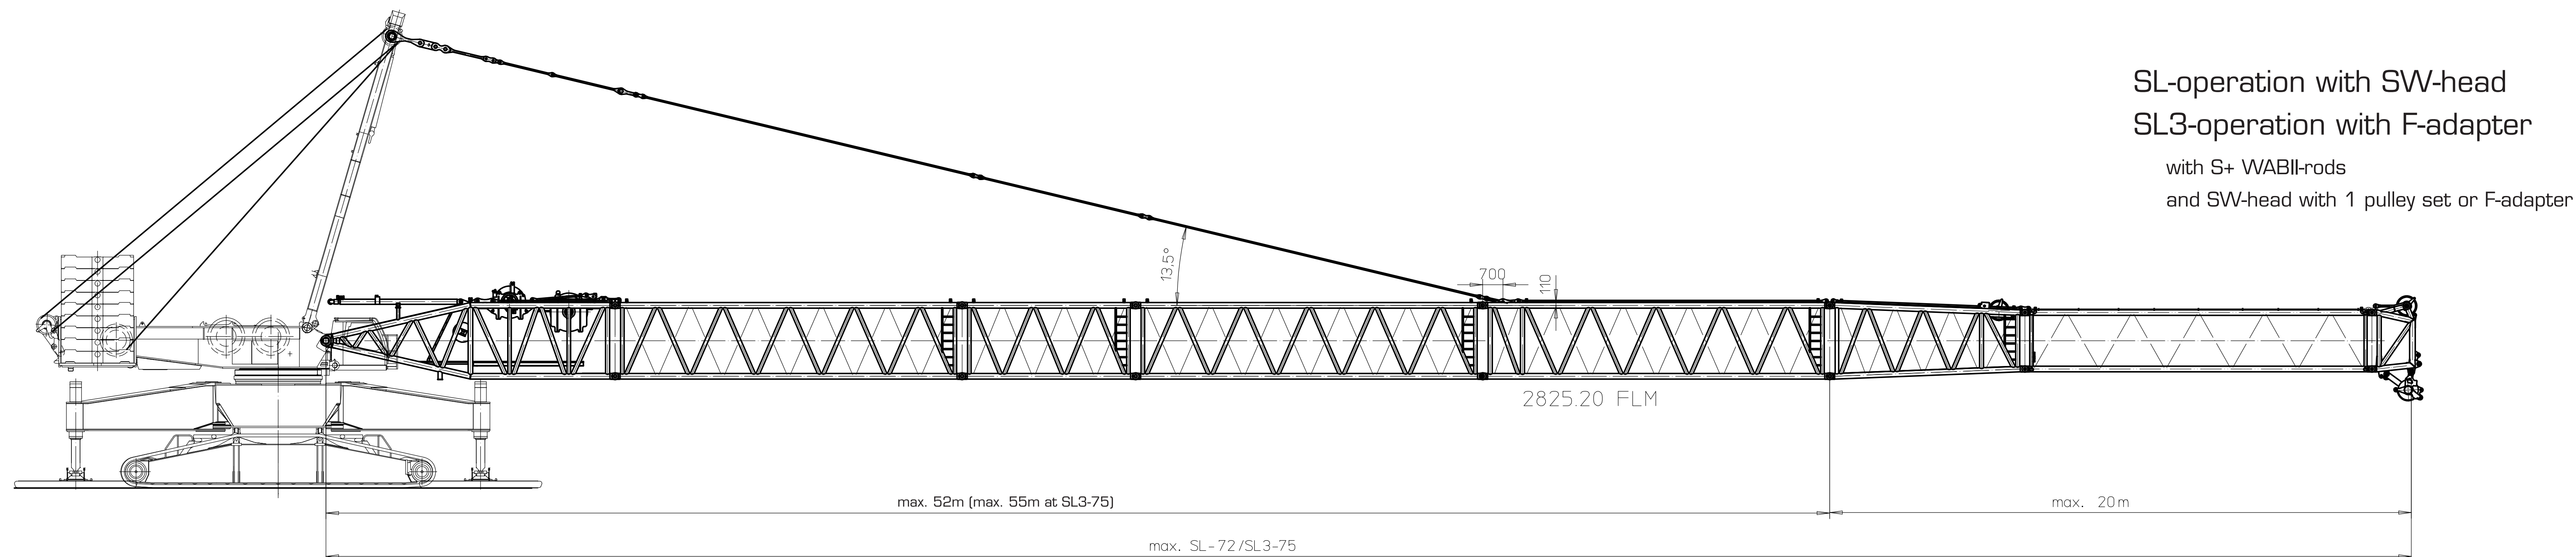 SL-operation with SW-head
SL3-operation with F-adapter
with S+ WABII-rods
and SW-head with 1 pulley set or F-adapter
13,5°
700
110
2825.20 FLM
max. 52m (max. 55m at SL3-75)
max. 20m
max. SL-72/SL3-75